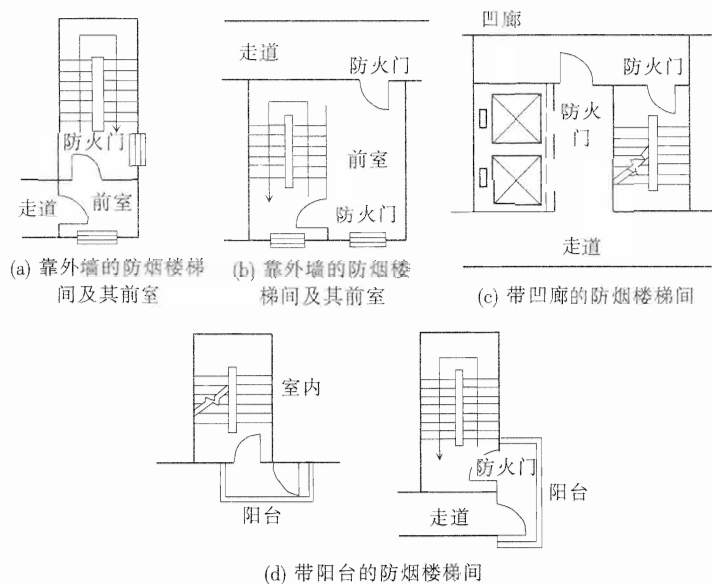 防火门
走道
前室
(a) 靠外墙的防烟楼梯
间及其前室
走道
防火门
前室
防火门
(b) 靠外墙的防烟楼
梯间及其前室
凹廊
防火门
防火
门
走道
(c) 带凹廊的防烟楼梯间
室内
阳台
防火门
阳台
走道
(d) 带阳台的防烟楼梯间